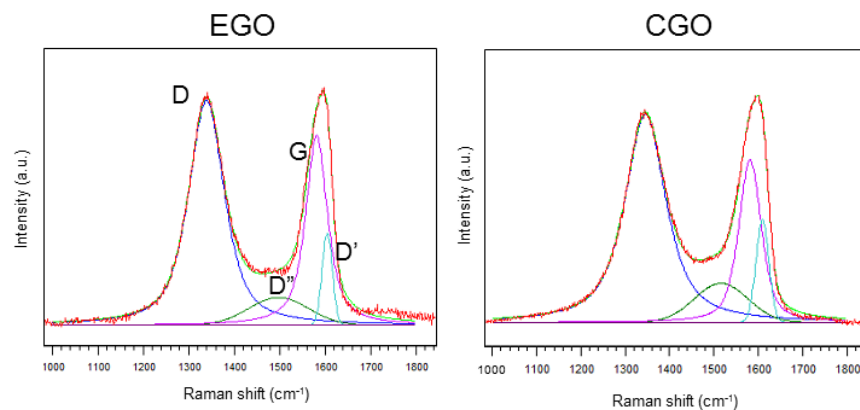 EGO
CGO
D
G
D'
D"
Intensity (a.u.)
1000 1100 1200 1300 1400 1500 1600 1700 1800
Raman shift (cm⁻¹)
Intensity (a.u.)
1000 1100 1200 1300 1400 1500 1600 1700 1800
Raman shift (cm⁻¹)